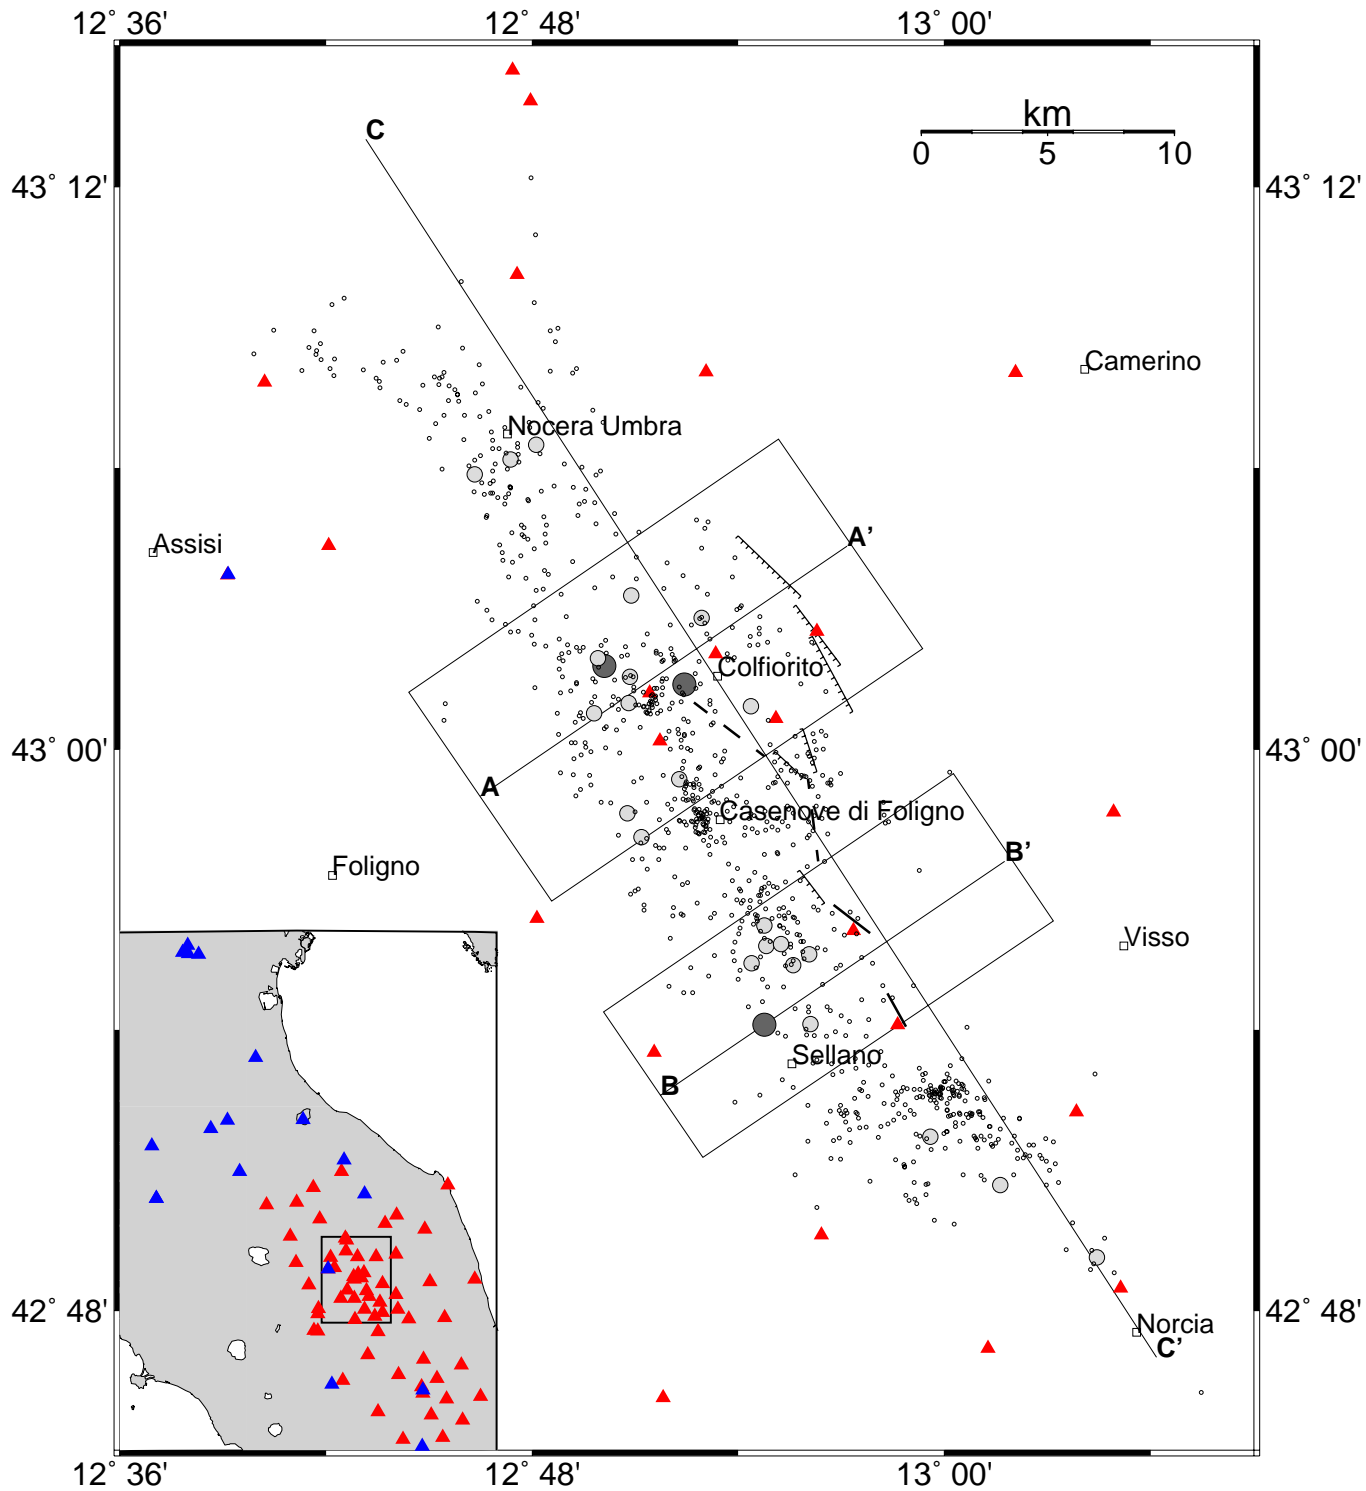 12° 36' 12° 48' 13° 00'
km
0 5 10
C
43° 12' 43° 12'
Camerino
Nocera Umbra
A'
Assisi
Colfiorito
43° 00' 43° 00'
A
Casenove di Foligno
B'
Foligno
Visso
Sellano
B
42° 48' 42° 48'
Norcia
C'
12° 36' 12° 48' 13° 00'